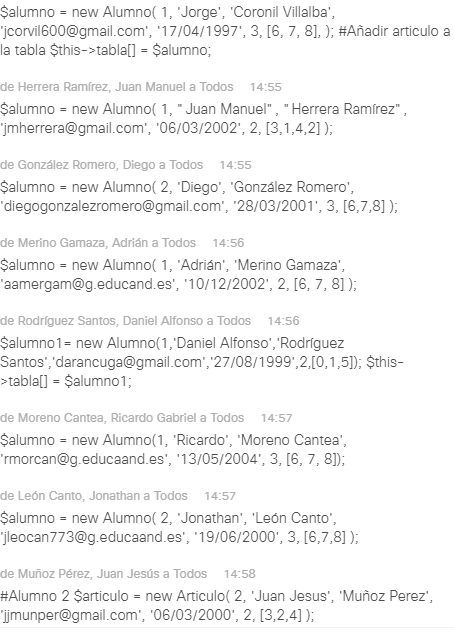 $alumno = new Alumno( 1, 'Jorge', 'Coronil Villalba',
'jcorvil600@gmail.com', '17/04/1997', 3, [6, 7, 8], ); #Añadir articulo a
la tabla $this->tabla[] = $alumno;
de Herrera Ramírez, Juan Manuel a Todos 14:55
$alumno = new Alumno( 1, "Juan Manuel" , "Herrera Ramírez" ,
'jmherrera@gmail.com', '06/03/2002', 2, [3,1,4,2] );
de González Romero, Diego a Todos 14:55
$alumno = new Alumno( 2, 'Diego', 'González Romero',
'diegogonzalezromero@gmail.com', '28/03/2001', 3, [6,7,8] );
de Merino Gamaza, Adrián a Todos 14:56
$alumno = new Alumno( 1, 'Adrián', 'Merino Gamaza',
'aamergam@g.educand.es', '10/12/2002', 2, [6, 7, 8] );
de Rodríguez Santos, Daniel Alfonso a Todos 14:56
$alumno1= new Alumno(1,'Daniel Alfonso','Rodríguez
Santos','darancuga@gmail.com','27/08/1999',2,[0,1,5]); $this-
>tabla[] = $alumno1;
de Moreno Cantea, Ricardo Gabriel a Todos 14:57
$alumno = new Alumno(1, 'Ricardo', 'Moreno Cantea',
'rmorcan@g.educaand.es', '13/05/2004', 3, [6, 7, 8]);
de León Canto, Jonathan a Todos 14:57
$alumno = new Alumno( 2, 'Jonathan', 'León Canto',
'jleocan773@g.educaand.es', '19/06/2000', 3, [6,7,8] );
de Muñoz Pérez, Juan Jesús a Todos 14:58
#Alumno 2 $articulo = new Articulo( 2, 'Juan Jesus', 'Muñoz Perez',
'jjmunper@gmail.com', '06/03/2000', 2, [3,2,4] );